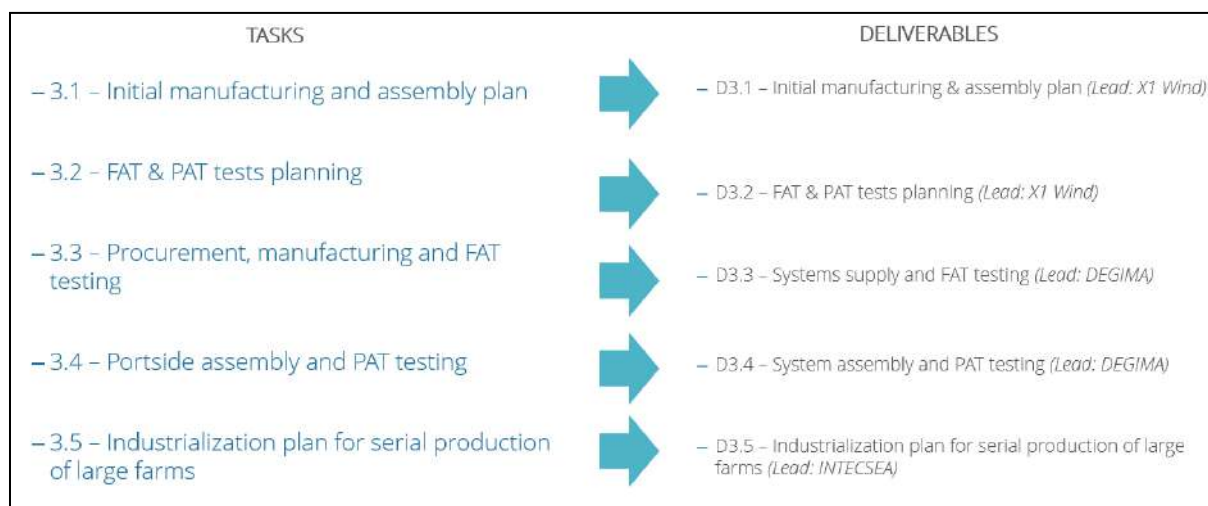 TASKS
DELIVERABLES
– 3.1 – Initial manufacturing and assembly plan
– D3.1 – Initial manufacturing & assembly plan (Lead: X1 Wind)
– 3.2 – FAT & PAT tests planning
– D3.2 – FAT & PAT tests planning (Lead: X1 Wind)
– 3.3 – Procurement, manufacturing and FAT
testing
– D3.3 – Systems supply and FAT testing (Lead: DEGIMA)
– 3.4 – Portside assembly and PAT testing
– D3.4 – System assembly and PAT testing (Lead: DEGIMA)
– 3.5 – Industrialization plan for serial production
of large farms
– D3.5 – Industrialization plan for serial production of large
farms (Lead: INTECSEA)